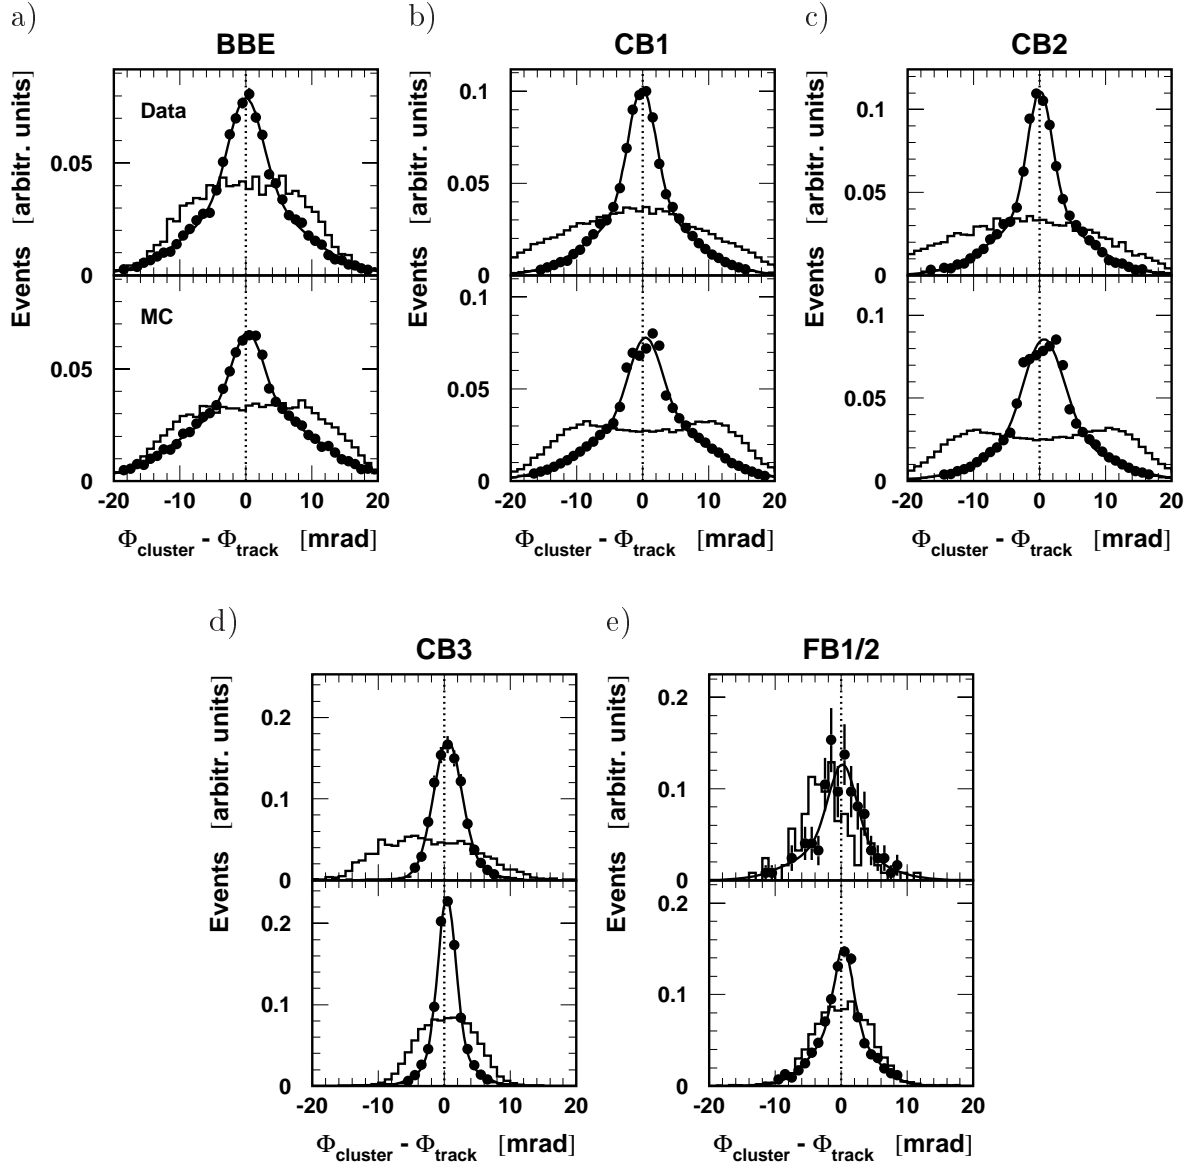 a)
BBE
b)
CB1
c)
CB2
Events [arbitr. units]
Data
0.05
0
MC
0.05
0
-20 -10 0 10 20
Φcluster - Φtrack [mrad]
Events [arbitr. units]
0.1
0.05
0
0.1
0.05
0
-20 -10 0 10 20
Φcluster - Φtrack [mrad]
Events [arbitr. units]
0.1
0.05
0
0.1
0.05
0
-20 -10 0 10 20
Φcluster - Φtrack [mrad]
d)
CB3
e)
FB1/2
Events [arbitr. units]
0.2
0.1
0
0.2
0.1
0
-20 -10 0 10 20
Φcluster - Φtrack [mrad]
Events [arbitr. units]
0.2
0.1
0
0.2
0.1
0
-20 -10 0 10 20
Φcluster - Φtrack [mrad]